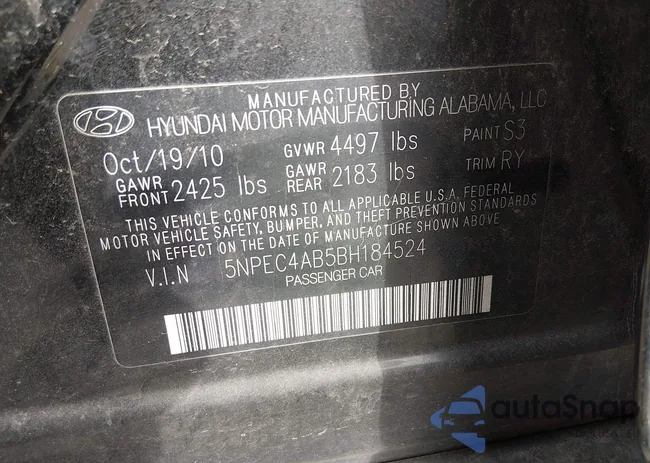 MANUFACTURED BY
HYUNDAI MOTOR MANUFACTURING ALABAMA, LLC
Oct/19/10 GVWR 4497 lbs PAINT S3
GAWR FRONT 2425 lbs GAWR REAR 2183 lbs TRIM RY
THIS VEHICLE CONFORMS TO ALL APPLICABLE U.S.A. FEDERAL
MOTOR VEHICLE SAFETY, BUMPER, AND THEFT PREVENTION STANDARDS
IN EFFECT ON THE DATE OF MANUFACTURE SHOWN ABOVE
V.I.N 5NPEC4AB5BH184524
PASSENGER CAR
autoSnap